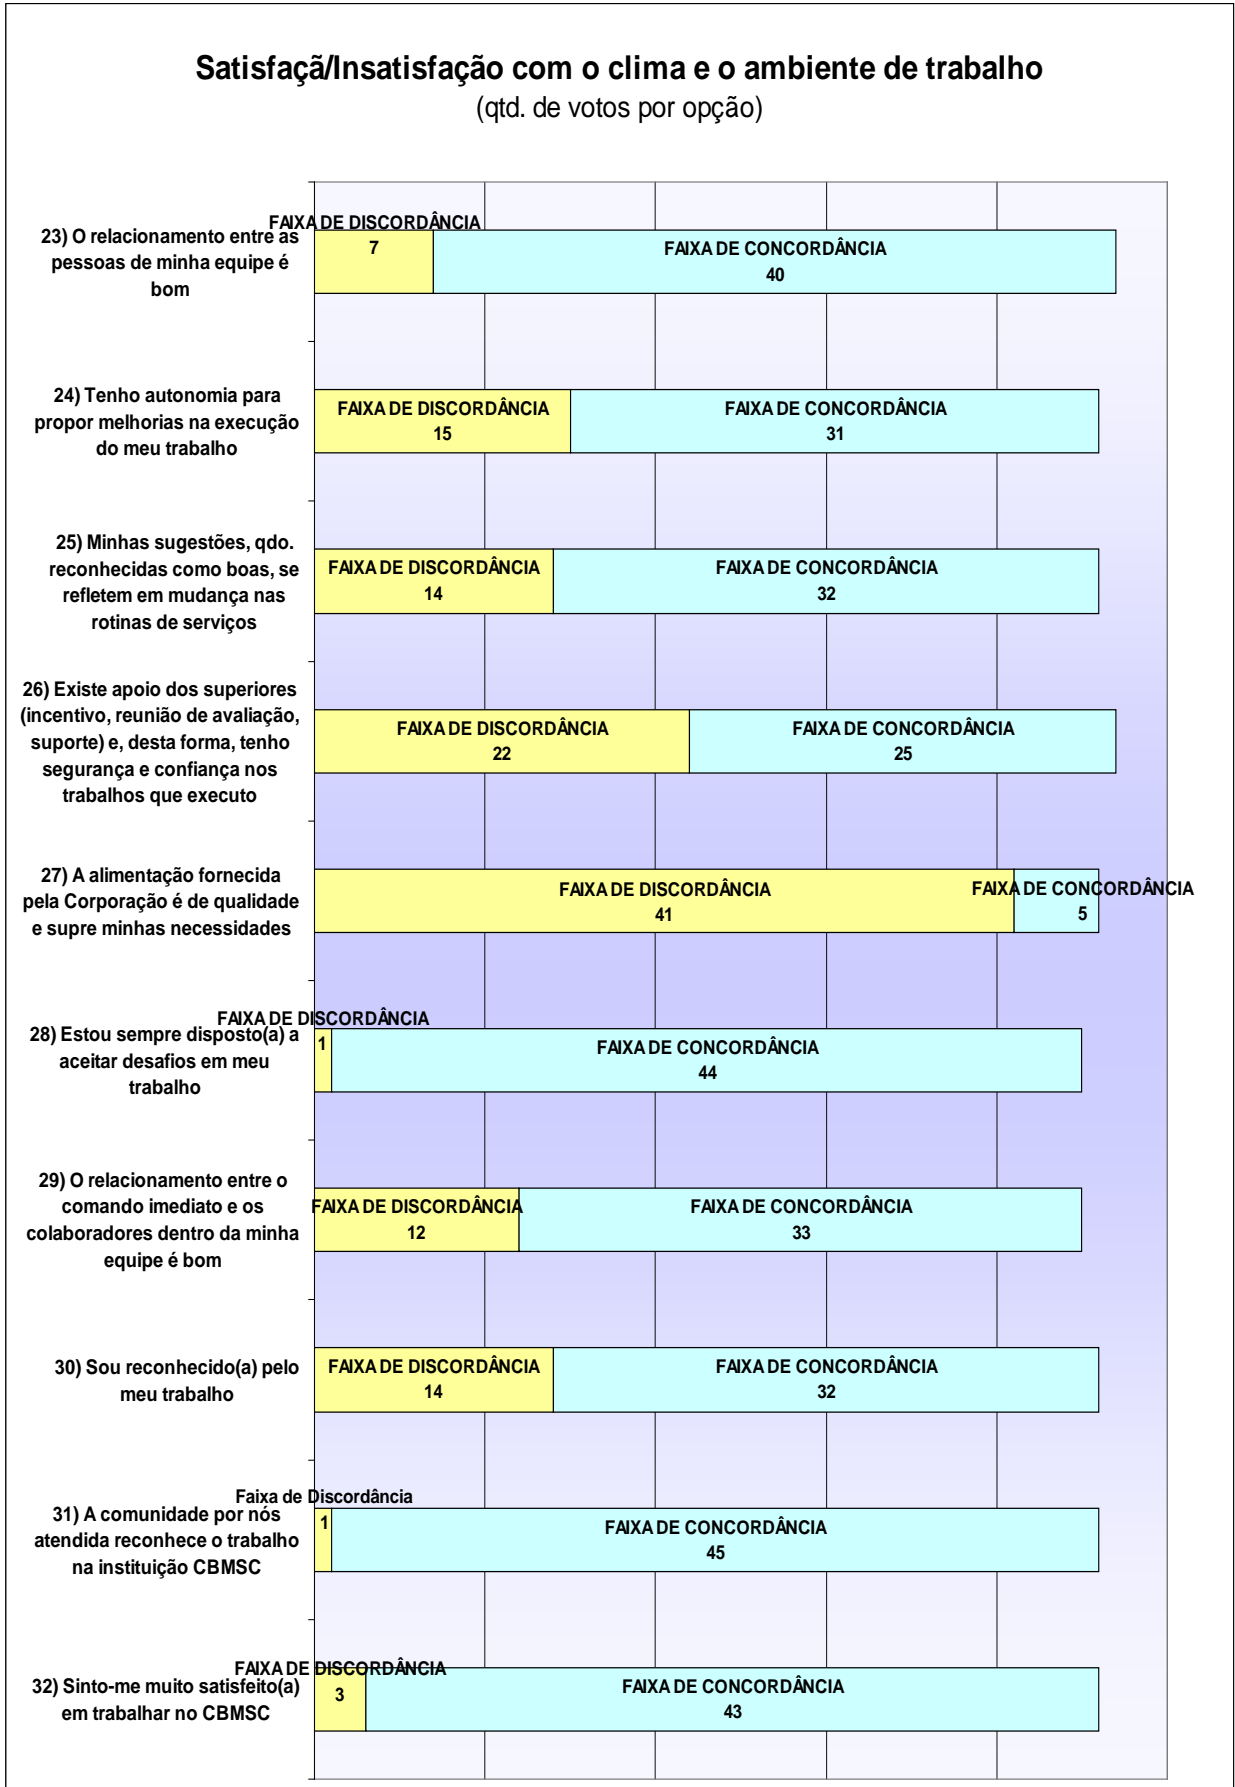 Satisfaçã/Insatisfação com o clima e o ambiente de trabalho
(qtd. de votos por opção)
23) O relacionamento entre as
pessoas de minha equipe é
bom
FAIXA DE DISCORDÂNCIA
7
FAIXA DE CONCORDÂNCIA
40
24) Tenho autonomia para
propor melhorias na execução
do meu trabalho
FAIXA DE DISCORDÂNCIA
15
FAIXA DE CONCORDÂNCIA
31
25) Minhas sugestões, qdo.
reconhecidas como boas, se
refletem em mudança nas
rotinas de serviços
FAIXA DE DISCORDÂNCIA
14
FAIXA DE CONCORDÂNCIA
32
26) Existe apoio dos superiores
(incentivo, reunião de avaliação,
suporte) e, desta forma, tenho
segurança e confiança nos
trabalhos que executo
FAIXA DE DISCORDÂNCIA
22
FAIXA DE CONCORDÂNCIA
25
27) A alimentação fornecida
pela Corporação é de qualidade
e supre minhas necessidades
FAIXA DE DISCORDÂNCIA
41
FAIXA DE CONCORDÂNCIA
5
28) Estou sempre disposto(a) a
aceitar desafios em meu
trabalho
FAIXA DE DISCORDÂNCIA
1
FAIXA DE CONCORDÂNCIA
44
29) O relacionamento entre o
comando imediato e os
colaboradores dentro da minha
equipe é bom
FAIXA DE DISCORDÂNCIA
12
FAIXA DE CONCORDÂNCIA
33
30) Sou reconhecido(a) pelo
meu trabalho
FAIXA DE DISCORDÂNCIA
14
FAIXA DE CONCORDÂNCIA
32
31) A comunidade por nós
atendida reconhece o trabalho
na instituição CBMSC
Faixa de Discordância
1
FAIXA DE CONCORDÂNCIA
45
32) Sinto-me muito satisfeito(a)
em trabalhar no CBMSC
FAIXA DE DISCORDÂNCIA
3
FAIXA DE CONCORDÂNCIA
43